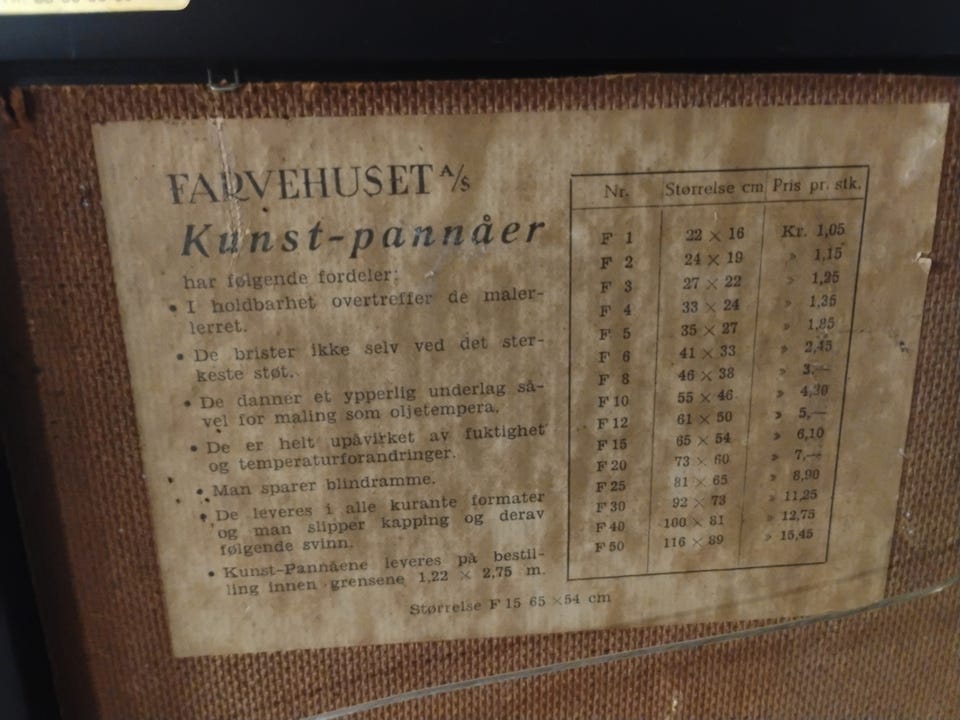 FARVEHUSET A/S
Kunst-pannåer
har følgende fordeler:
• I holdbarhet overtreffer de maler-
lerret.
• De brister ikke selv ved det ster-
keste støt.
• De danner et ypperlig underlag så-
vel for maling som oljetempera.
• De er helt upåvirket av fuktighet
og temperaturforandringer.
• Man sparer blindramme.
• De leveres i alle kurante formater
og man slipper kapping og derav
følgende svinn.
• Kunst-Pannåene leveres på bestil-
ling innen grensene 1,22 × 2,75 m.
Nr. Størrelse cm Pris pr. stk.
F 1 22 × 16 Kr. 1,05
F 2 24 × 19 » 1,15
F 3 27 × 22 » 1,25
F 4 33 × 24 » 1,35
F 5 35 × 27 » 1,85
F 6 41 × 33 » 2,45
F 8 46 × 38 » 3,—
F 10 55 × 46 » 4,30
F 12 61 × 50 » 5,—
F 15 65 × 54 » 6,10
F 20 73 × 60 » 7,—
F 25 81 × 65 » 8,90
F 30 92 × 73 » 11,25
F 40 100 × 81 » 12,75
F 50 116 × 89 » 15,45
Størrelse F 15 65 × 54 cm